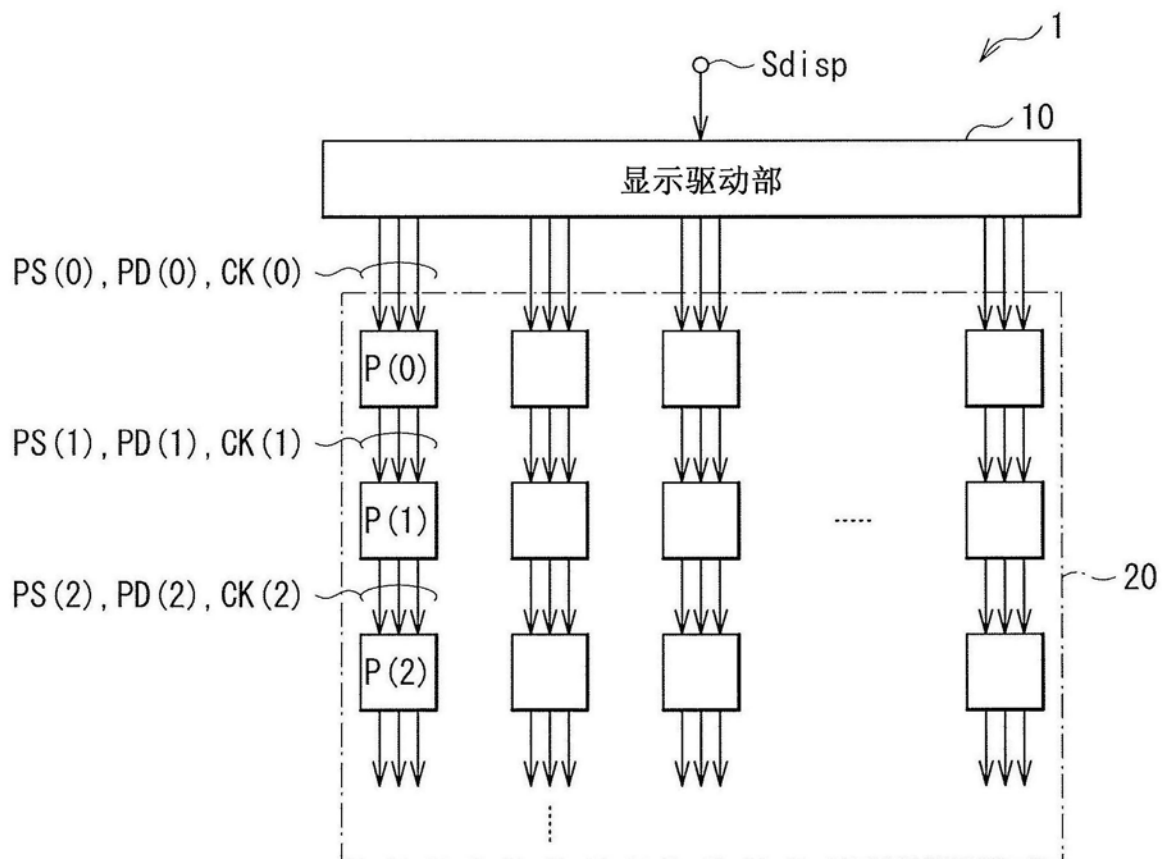 1
Sdisp
10
显示驱动部
PS(0), PD(0), CK(0)
P(0)
PS(1), PD(1), CK(1)
P(1)
20
PS(2), PD(2), CK(2)
P(2)